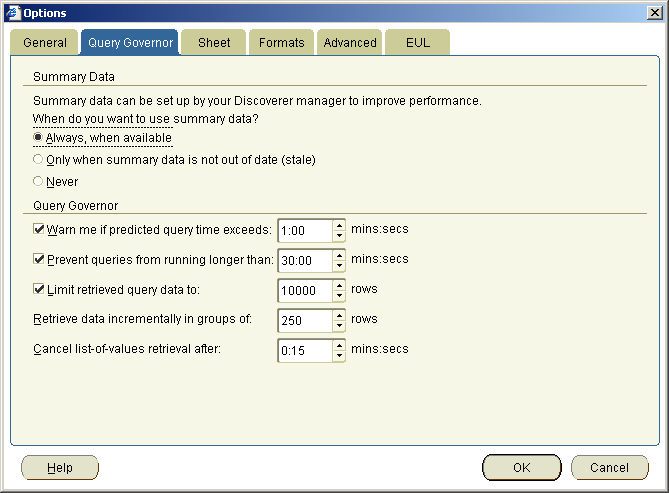 Options
General Query Governor Sheet Formats Advanced EUL
Summary Data
Summary data can be set up by your Discoverer manager to improve performance.
When do you want to use summary data?
Always, when available
Only when summary data is not out of date (stale)
Never
Query Governor
Warn me if predicted query time exceeds: 1:00 mins:secs
Prevent queries from running longer than: 30:00 mins:secs
Limit retrieved query data to: 10000 rows
Retrieve data incrementally in groups of: 250 rows
Cancel list-of-values retrieval after: 0:15 mins:secs
Help OK Cancel